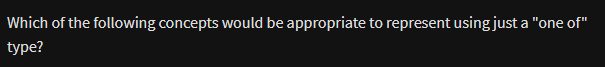 Which of the following concepts would be appropriate to represent using just a "one of"
type?